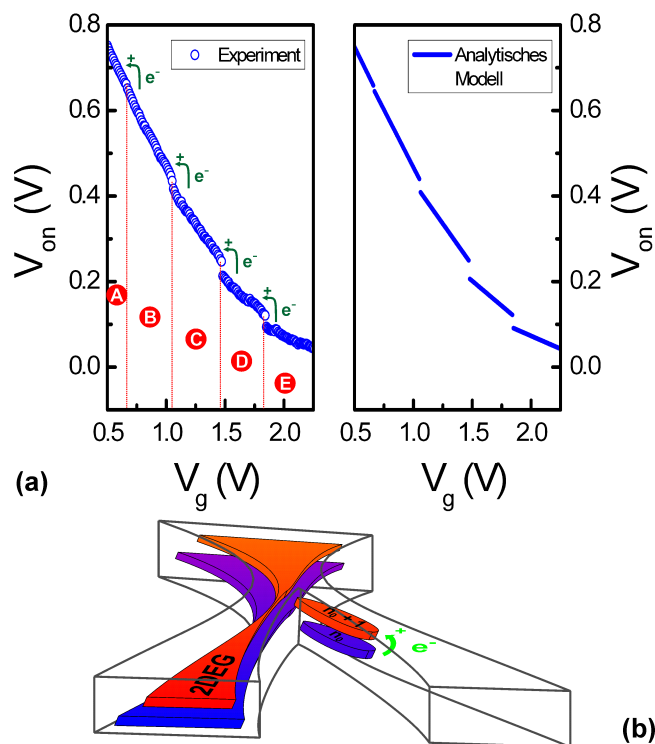 (a)
0.8
0.6
0.4
0.2
0.0
V_on (V)
Experiment
+ e-
+ e-
+ e-
+ e-
A
B
C
D
E
0.5 1.0 1.5 2.0
V_g (V)
Analytisches
Modell
0.8
0.6
0.4
0.2
0.0
V_on (V)
0.5 1.0 1.5 2.0
V_g (V)
2DEG
n_0 + 1
n_0
+ e-
(b)